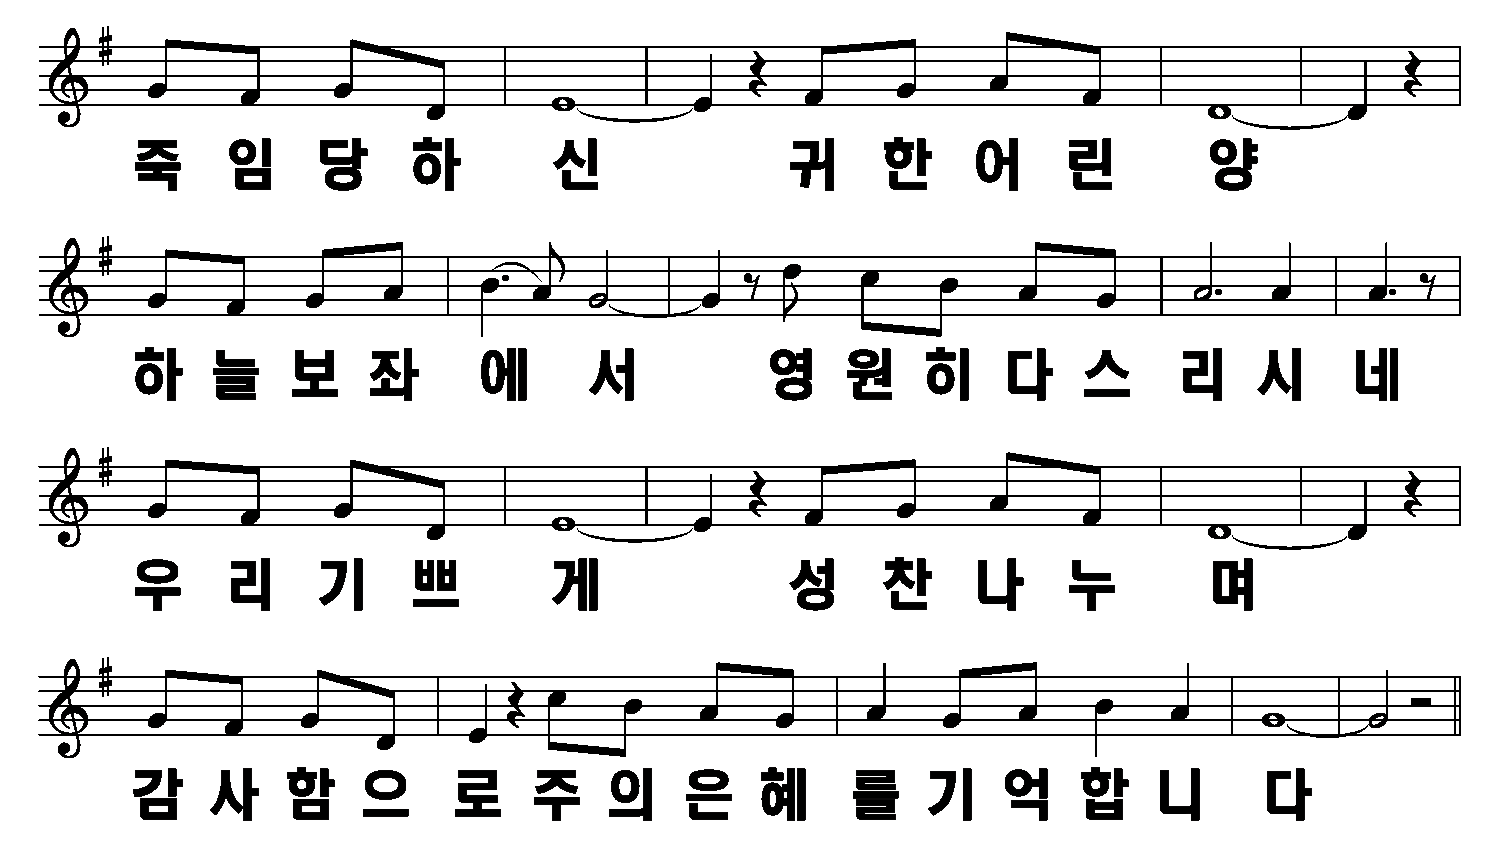 죽임당하신 귀한어린양
하늘보좌에서 영원히다스리시네
우리기쁘게 성찬나누며
감사함으로주의은혜를기억합니다